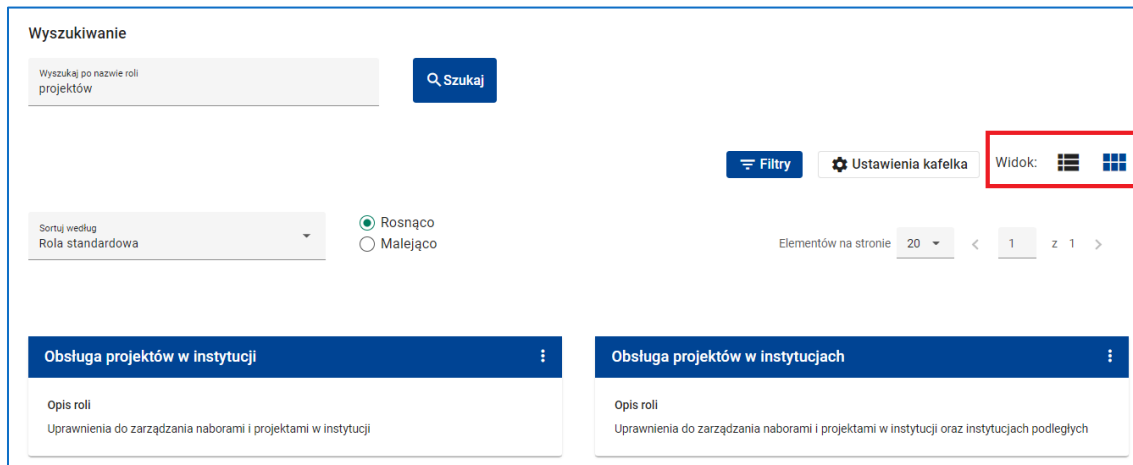 Wyszukiwanie
Wyszukaj po nazwie roli
projektów
Szukaj
Filtry
Ustawienia kafelka
Widok:
Sortuj według
Rola standardowa
Rosnąco
Malejąco
Elementów na stronie 20 < 1 z 1 >
Obsługa projektów w instytucji
Opis roli
Uprawnienia do zarządzania naborami i projektami w instytucji
Obsługa projektów w instytucjach
Opis roli
Uprawnienia do zarządzania naborami i projektami w instytucji oraz instytucjach podległych